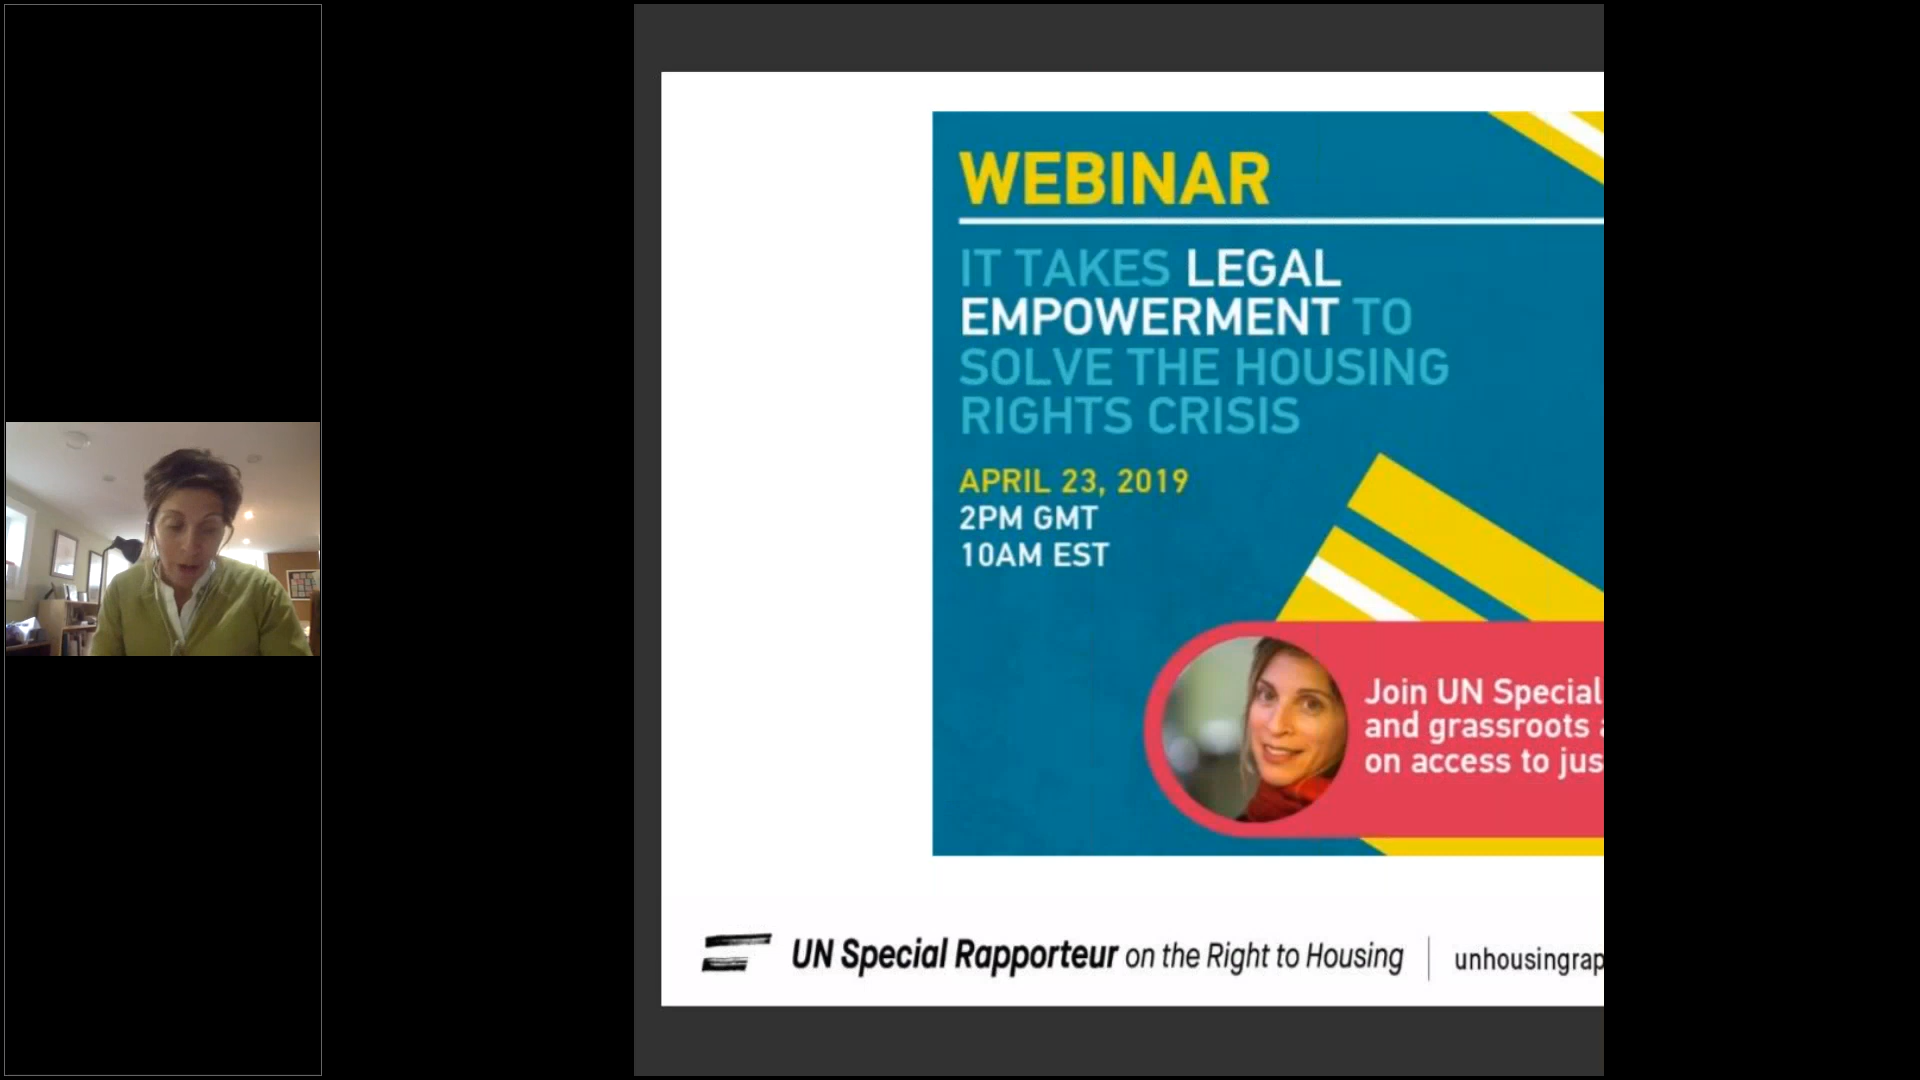 WEBINAR
IT TAKES LEGAL
EMPOWERMENT TO
SOLVE THE HOUSING
RIGHTS CRISIS
APRIL 23, 2019
2PM GMT
10AM EST
Join UN Special
and grassroots
on access to jus
UN Special Rapporteur on the Right to Housing
unhousingrap